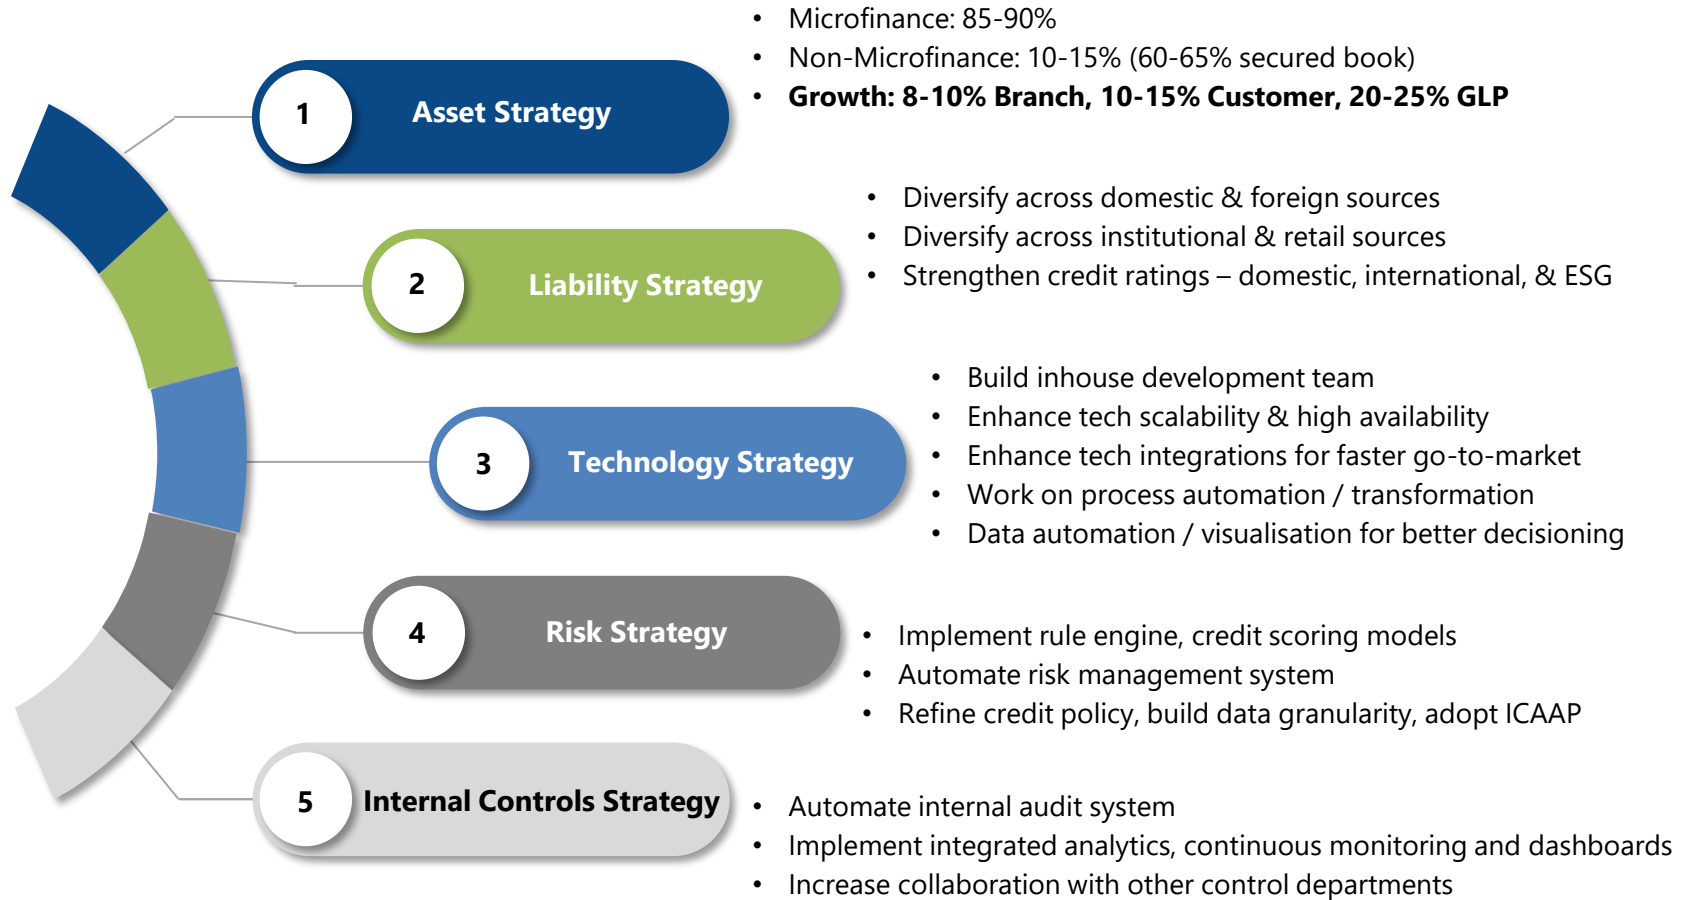 • Microfinance: 85-90%
• Non-Microfinance: 10-15% (60-65% secured book)
• Growth: 8-10% Branch, 10-15% Customer, 20-25% GLP
1 Asset Strategy
• Diversify across domestic & foreign sources
• Diversify across institutional & retail sources
• Strengthen credit ratings – domestic, international, & ESG
2 Liability Strategy
• Build inhouse development team
• Enhance tech scalability & high availability
• Enhance tech integrations for faster go-to-market
• Work on process automation / transformation
• Data automation / visualisation for better decisioning
3 Technology Strategy
• Implement rule engine, credit scoring models
• Automate risk management system
• Refine credit policy, build data granularity, adopt ICAAP
4 Risk Strategy
• Automate internal audit system
• Implement integrated analytics, continuous monitoring and dashboards
• Increase collaboration with other control departments
5 Internal Controls Strategy